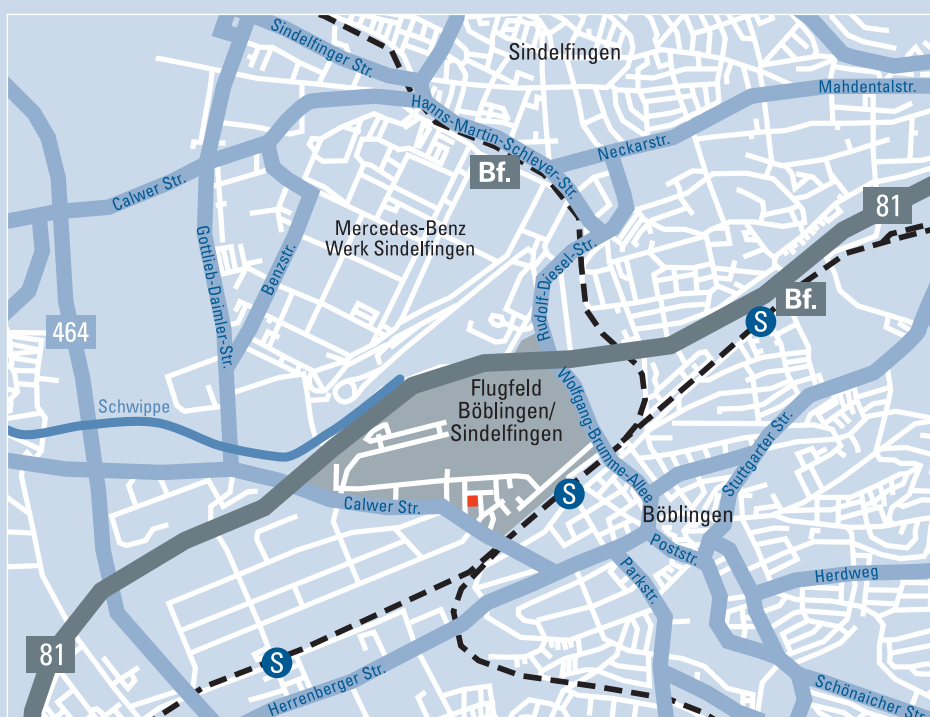 Sindelfinger Str.
Sindelfingen
Mahdentalstr.
Hanns-Martin-Schleyer-Str.
Neckarstr.
Bf.
Calwer Str.
81
Mercedes-Benz
Werk Sindelfingen
Gottlieb-Daimler-Str.
Benzstr.
Rudolf-Diesel-Str.
Bf.
464
S
Schwippe
Flugfeld
Böblingen/
Sindelfingen
Wolfgang-Brumme-Allee
Stuttgarter Str.
S
Calwer Str.
Böblingen
Poststr.
Parkstr.
Herdweg
81
S
Herrenberger Str.
Schönaicher Str